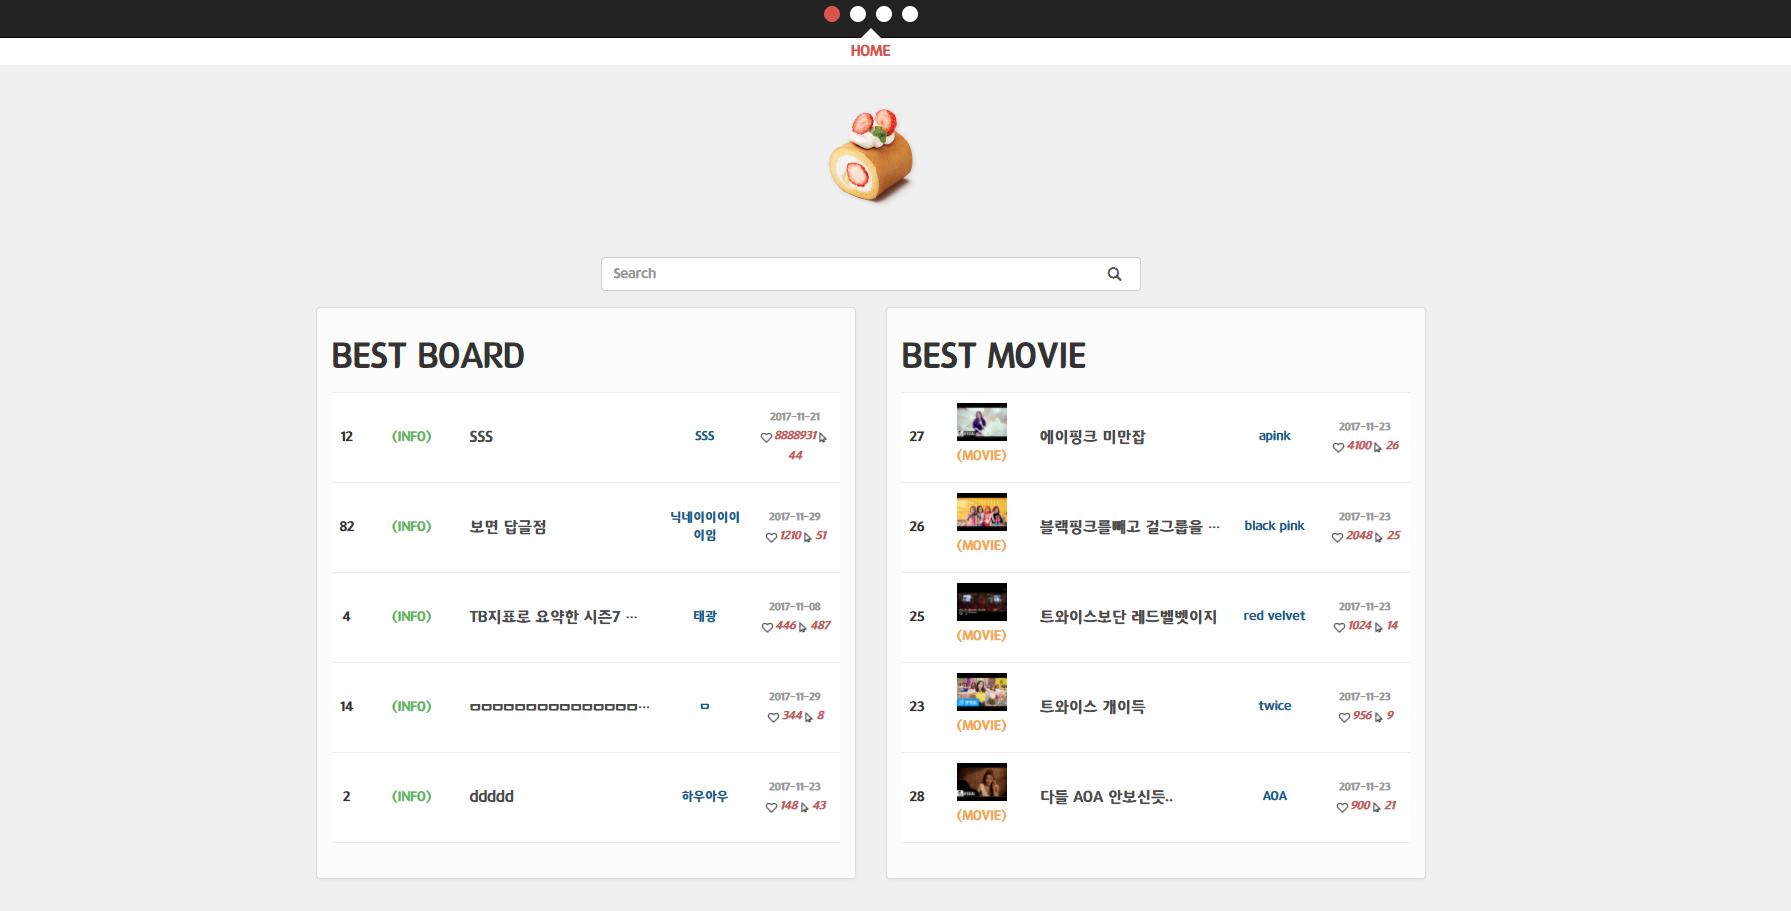 HOME
Search
BEST BOARD
12 (INFO) SSS SSS 2017-11-21
8888931
44
82 (INFO) 보면 답글점 닉네이이이이
이임 2017-11-29
1210 51
4 (INFO) TB지표로 요약한 시즌7 ··· 태광 2017-11-08
446 487
14 (INFO) ㅁㅁㅁㅁㅁㅁㅁㅁㅁㅁㅁㅁㅁㅁㅁ··· ㅁ 2017-11-29
344 8
2 (INFO) ddddd 하우아우 2017-11-23
148 43
BEST MOVIE
27 (MOVIE) 에이핑크 미만잡 apink 2017-11-23
4100 26
26 (MOVIE) 블랙핑크를빼고 걸그룹을 ··· black pink 2017-11-23
2048 25
25 (MOVIE) 트와이스보단 레드벨벳이지 red velvet 2017-11-23
1024 14
23 (MOVIE) 트와이스 개이득 twice 2017-11-23
956 9
28 (MOVIE) 다들 AOA 안보신듯.. AOA 2017-11-23
900 21